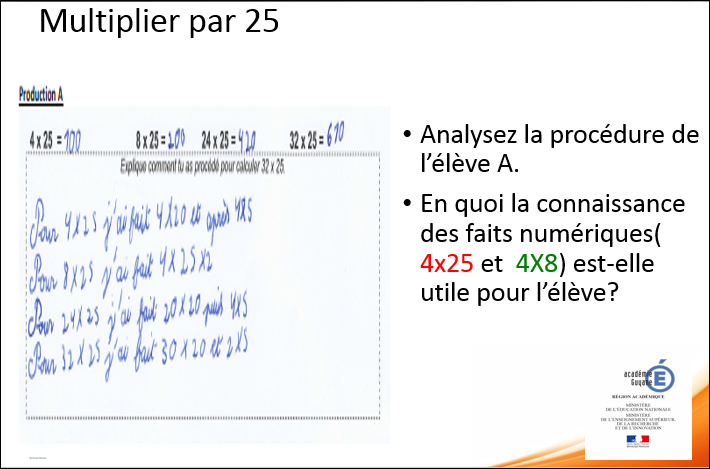 Multiplier par 25
Production A
4 x 25 = 100 8 x 25 = 200 24 x 25 = 420 32 x 25 = 610
Explique comment tu as procédé pour calculer 32 x 25.
Pour 4x25 j'ai fait 4x20 et après 4x5
Pour 8x25 j'ai fait 4x25x2
Pour 24x25 j'ai fait 20x20 puis 4x5
Pour 32x25 j'ai fait 30x20 et 2x5
• Analysez la procédure de
l’élève A.
• En quoi la connaissance
des faits numériques(
4x25 et 4X8) est-elle
utile pour l’élève?
académie
Guyane
RÉGION ACADÉMIQUE
MINISTÈRE
DE L'ÉDUCATION NATIONALE
MINISTÈRE
DE L'ENSEIGNEMENT SUPÉRIEUR,
DE LA RECHERCHE
ET DE L'INNOVATION